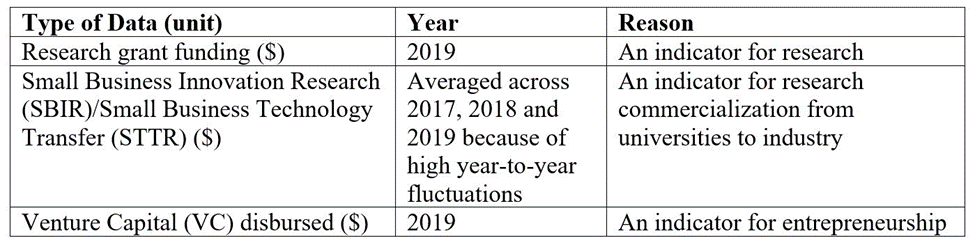 Type of Data (unit) Year Reason
Research grant funding ($) 2019 An indicator for research
Small Business Innovation Research Averaged across An indicator for research
(SBIR)/Small Business Technology 2017, 2018 and commercialization from
Transfer (STTR) ($) 2019 because of universities to industry
high year-to-year
fluctuations
Venture Capital (VC) disbursed ($) 2019 An indicator for entrepreneurship